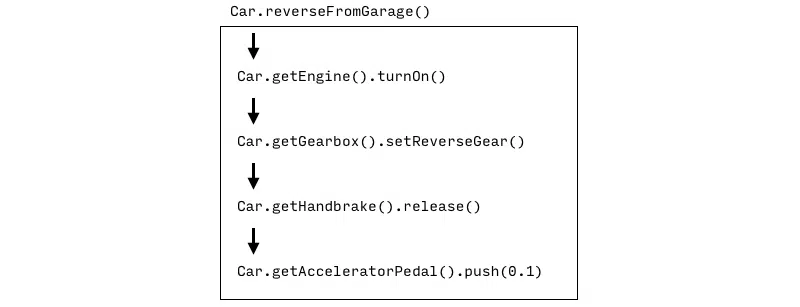 Car.reverseFromGarage()
Car.getEngine().turnOn()
Car.getGearbox().setReverseGear()
Car.getHandbrake().release()
Car.getAcceleratorPedal().push(0.1)